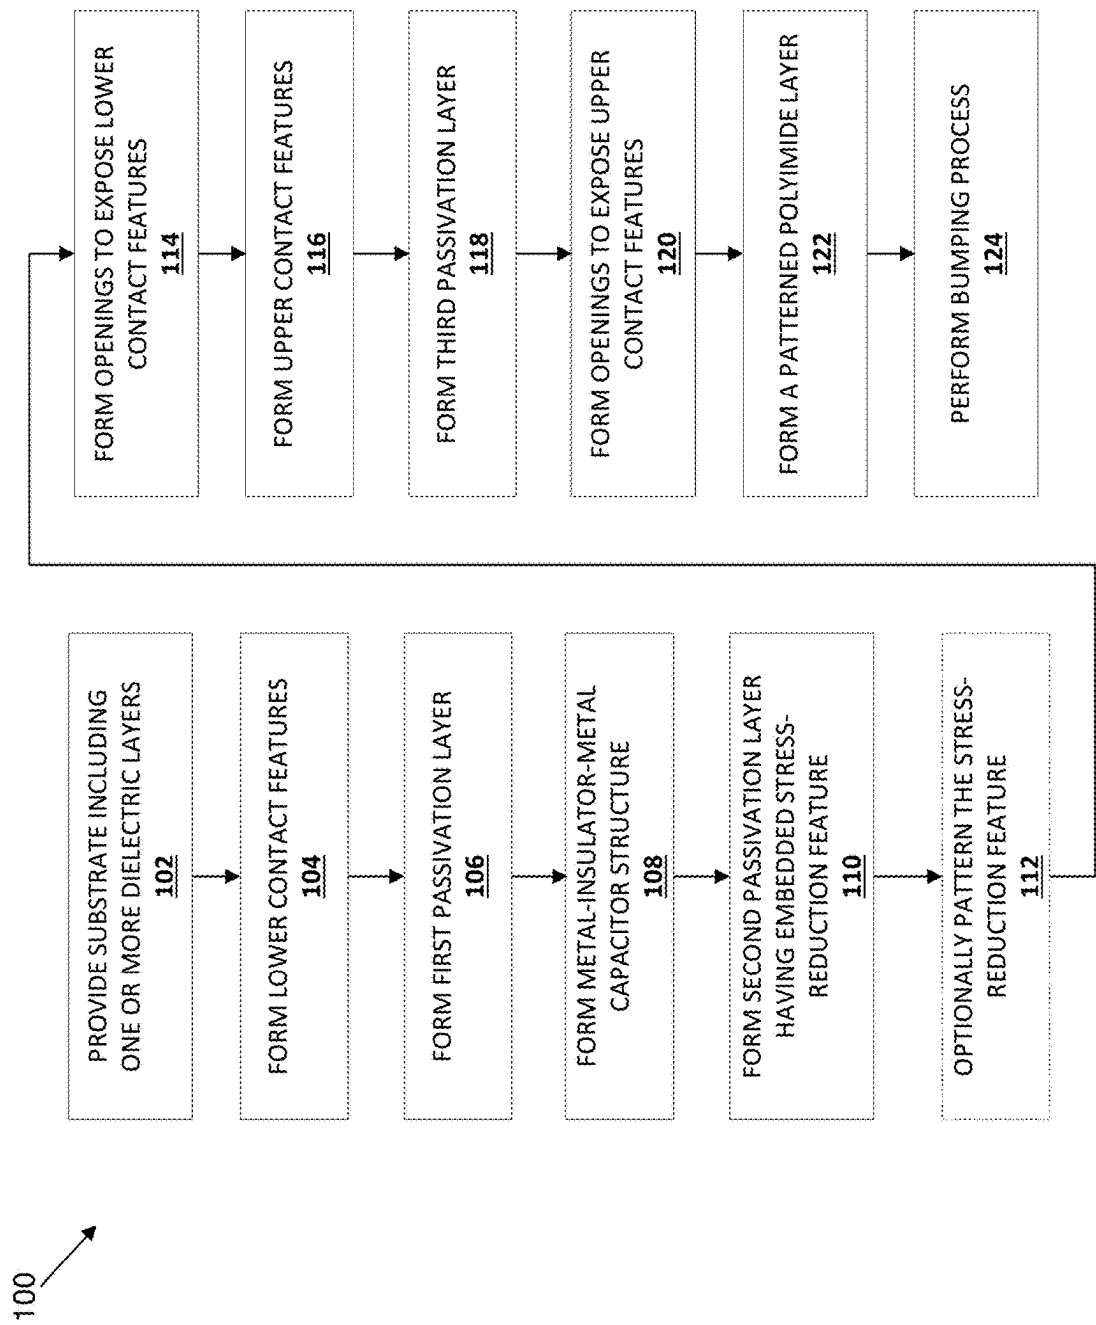 100
PROVIDE SUBSTRATE INCLUDING
ONE OR MORE DIELECTRIC LAYERS
102
FORM LOWER CONTACT FEATURES
104
FORM FIRST PASSIVATION LAYER
106
FORM METAL-INSULATOR-METAL
CAPACITOR STRUCTURE
108
FORM SECOND PASSIVATION LAYER
HAVING EMBEDDED STRESS-
REDUCTION FEATURE
110
OPTIONALLY PATTERN THE STRESS-
REDUCTION FEATURE
112
FORM OPENINGS TO EXPOSE LOWER
CONTACT FEATURES
114
FORM UPPER CONTACT FEATURES
116
FORM THIRD PASSIVATION LAYER
118
FORM OPENINGS TO EXPOSE UPPER
CONTACT FEATURES
120
FORM A PATTERNED POLYIMIDE LAYER
122
PERFORM BUMPING PROCESS
124